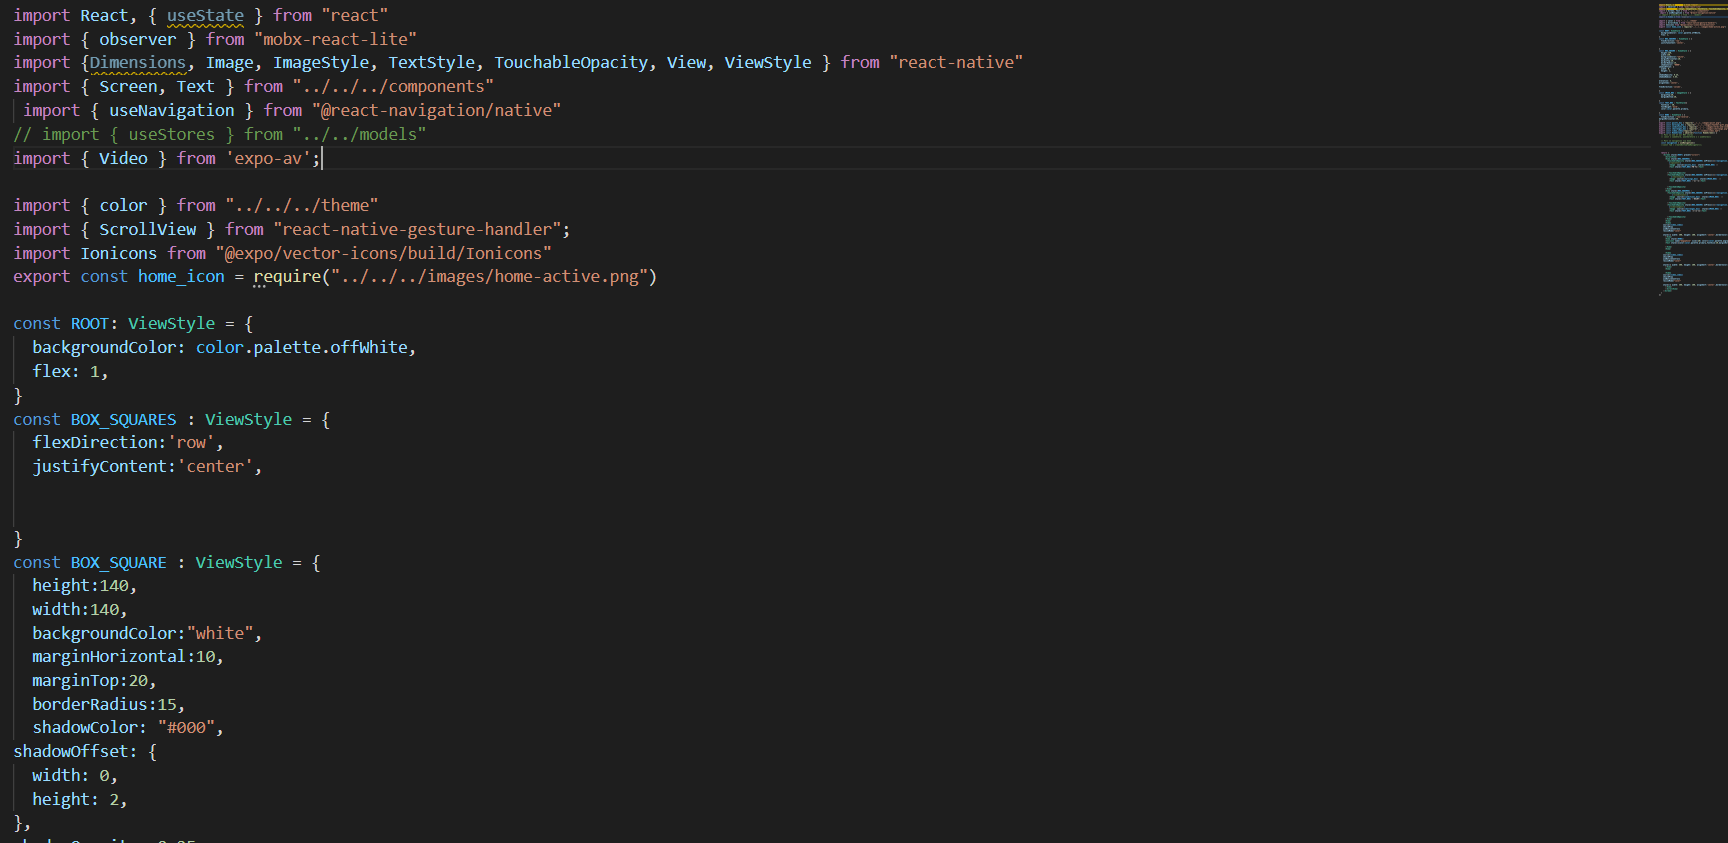 import React, { useState } from "react"
import { observer } from "mobx-react-lite"
import {Dimensions, Image, ImageStyle, TextStyle, TouchableOpacity, View, ViewStyle } from "react-native"
import { Screen, Text } from "../../../components"
import { useNavigation } from "@react-navigation/native"
// import { useStores } from "../../models"
import { Video } from 'expo-av';
import { color } from "../../../theme"
import { ScrollView } from "react-native-gesture-handler";
import Ionicons from "@expo/vector-icons/build/Ionicons"
export const home_icon = require("../../../images/home-active.png")
const ROOT: ViewStyle = {
  backgroundColor: color.palette.offWhite,
  flex: 1,
}
const BOX_SQUARES : ViewStyle = {
  flexDirection:'row',
  justifyContent:'center',
}
const BOX_SQUARE : ViewStyle = {
  height:140,
  width:140,
  backgroundColor:"white",
  marginHorizontal:10,
  marginTop:20,
  borderRadius:15,
  shadowColor: "#000",
shadowOffset: {
  width: 0,
  height: 2,
},